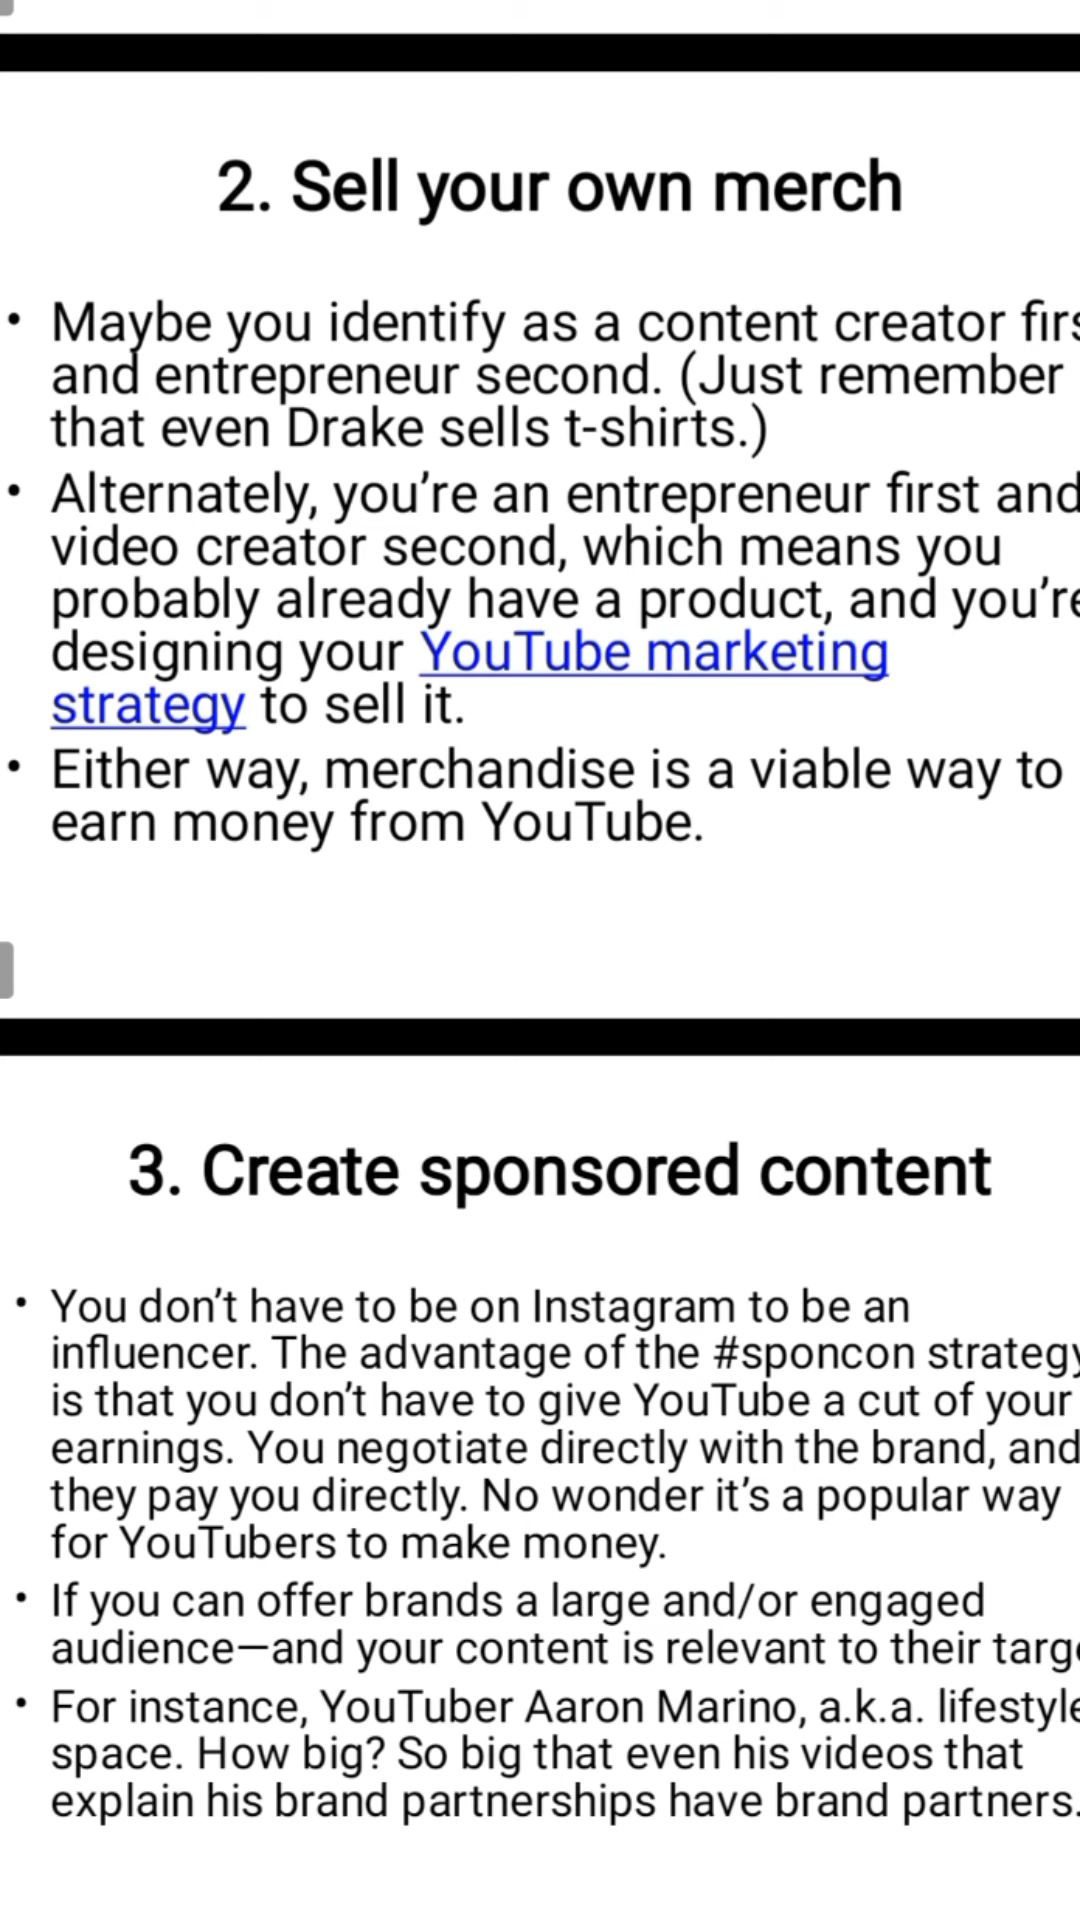 2. Sell your own merch
• Maybe you identify as a content creator
and entrepreneur second. (Just remember
that even Drake sells t-shirts.)
• Alternately, you’re an entrepreneur first and
video creator second, which means you
probably already have a product, and you’re
designing your YouTube marketing
strategy to sell it.
• Either way, merchandise is a viable way to
earn money from YouTube.
3. Create sponsored content
• You don’t have to be on Instagram to be an
influencer. The advantage of the #sponcon strategy
is that you don’t have to give YouTube a cut of your
earnings. You negotiate directly with the brand, and
they pay you directly. No wonder it’s a popular way
for YouTubers to make money.
• If you can offer brands a large and/or engaged
audience—and your content is relevant to their
• For instance, YouTuber Aaron Marino, a.k.a. lifestyle
space. How big? So big that even his videos that
explain his brand partnerships have brand partners.